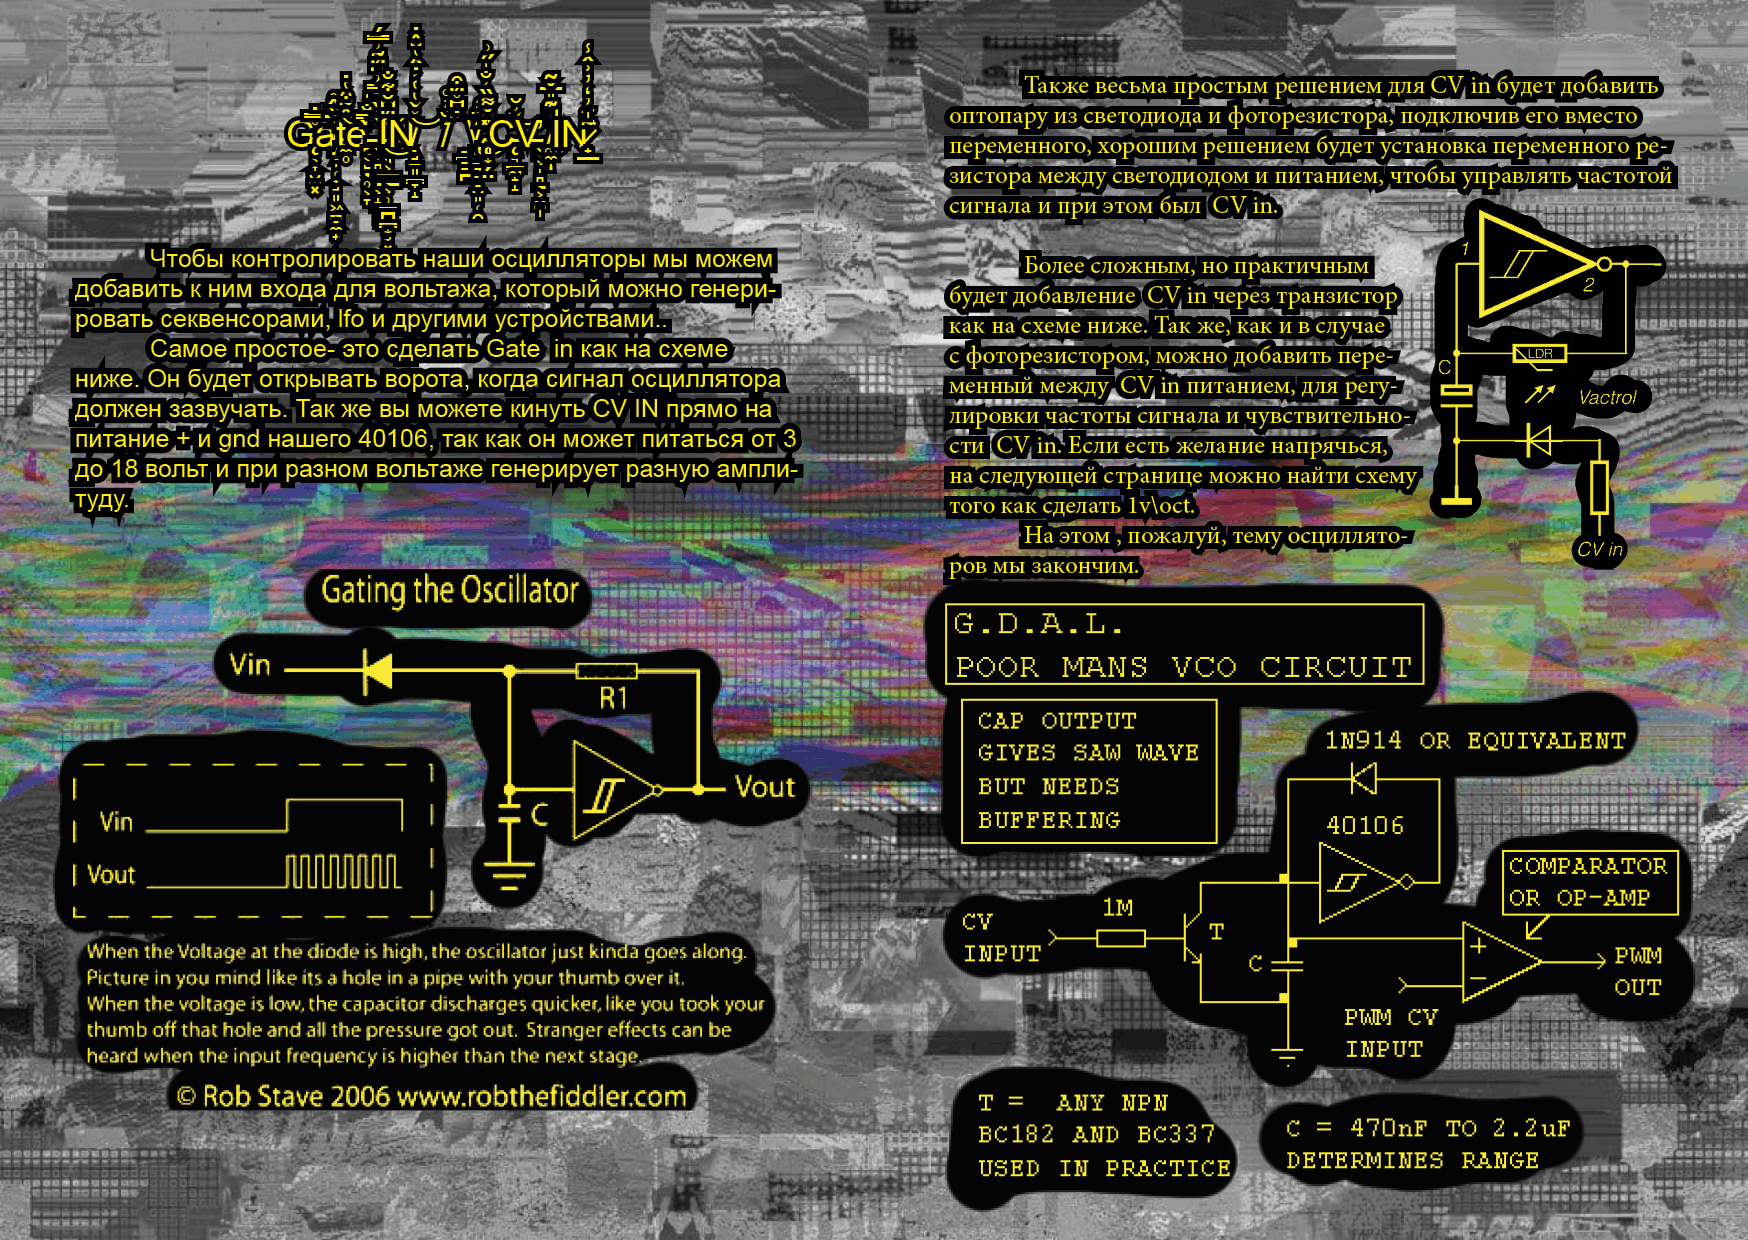 Gate IN / CV IN
Чтобы контролировать наши осцилляторы мы можем
добавить к ним входа для вольтажа, который можно генери-
ровать секвенсорами, lfo и другими устройствами..
Самое простое- это сделать Gate in как на схеме
ниже. Он будет открывать ворота, когда сигнал осциллятора
должен зазвучать. Так же вы можете кинуть CV IN прямо на
питание + и gnd нашего 40106, так как он может питаться от 3
до 18 вольт и при разном вольтаже генерирует разную ампли-
туду.
Gating the Oscillator
Vin
R1
C
Vout
Vin
Vout
When the Voltage at the diode is high, the oscillator just kinda goes along.
Picture in you mind like its a hole in a pipe with your thumb over it.
When the voltage is low, the capacitor discharges quicker, like you took your
thumb off that hole and all the pressure got out. Stranger effects can be
heard when the input frequency is higher than the next stage.
© Rob Stave 2006 www.robthefiddler.com
Также весьма простым решением для CV in будет добавить
оптопару из светодиода и фоторезистора, подключив его вместо
переменного, хорошим решением будет установка переменного ре-
зистора между светодиодом и питанием, чтобы управлять частотой
сигнала и при этом был CV in.
Более сложным, но практичным
будет добавление CV in через транзистор
как на схеме ниже. Так же, как и в случае
с фоторезистором, можно добавить пере-
менный между CV in питанием, для регу-
лировки частоты сигнала и чувствительно-
сти CV in. Если есть желание напрячься,
на следующей странице можно найти схему
того как сделать 1v\oct.
На этом , пожалуй, тему осциллято-
ров мы закончим.
1
2
LDR
C
Vactrol
CV in
G.D.A.L.
POOR MANS VCO CIRCUIT
CAP OUTPUT
GIVES SAW WAVE
BUT NEEDS
BUFFERING
1N914 OR EQUIVALENT
40106
COMPARATOR
OR OP-AMP
CV
INPUT
1M
T
C
+
−
PWM
OUT
PWM CV
INPUT
T = ANY NPN
BC182 AND BC337
USED IN PRACTICE
C = 470nF TO 2.2uF
DETERMINES RANGE